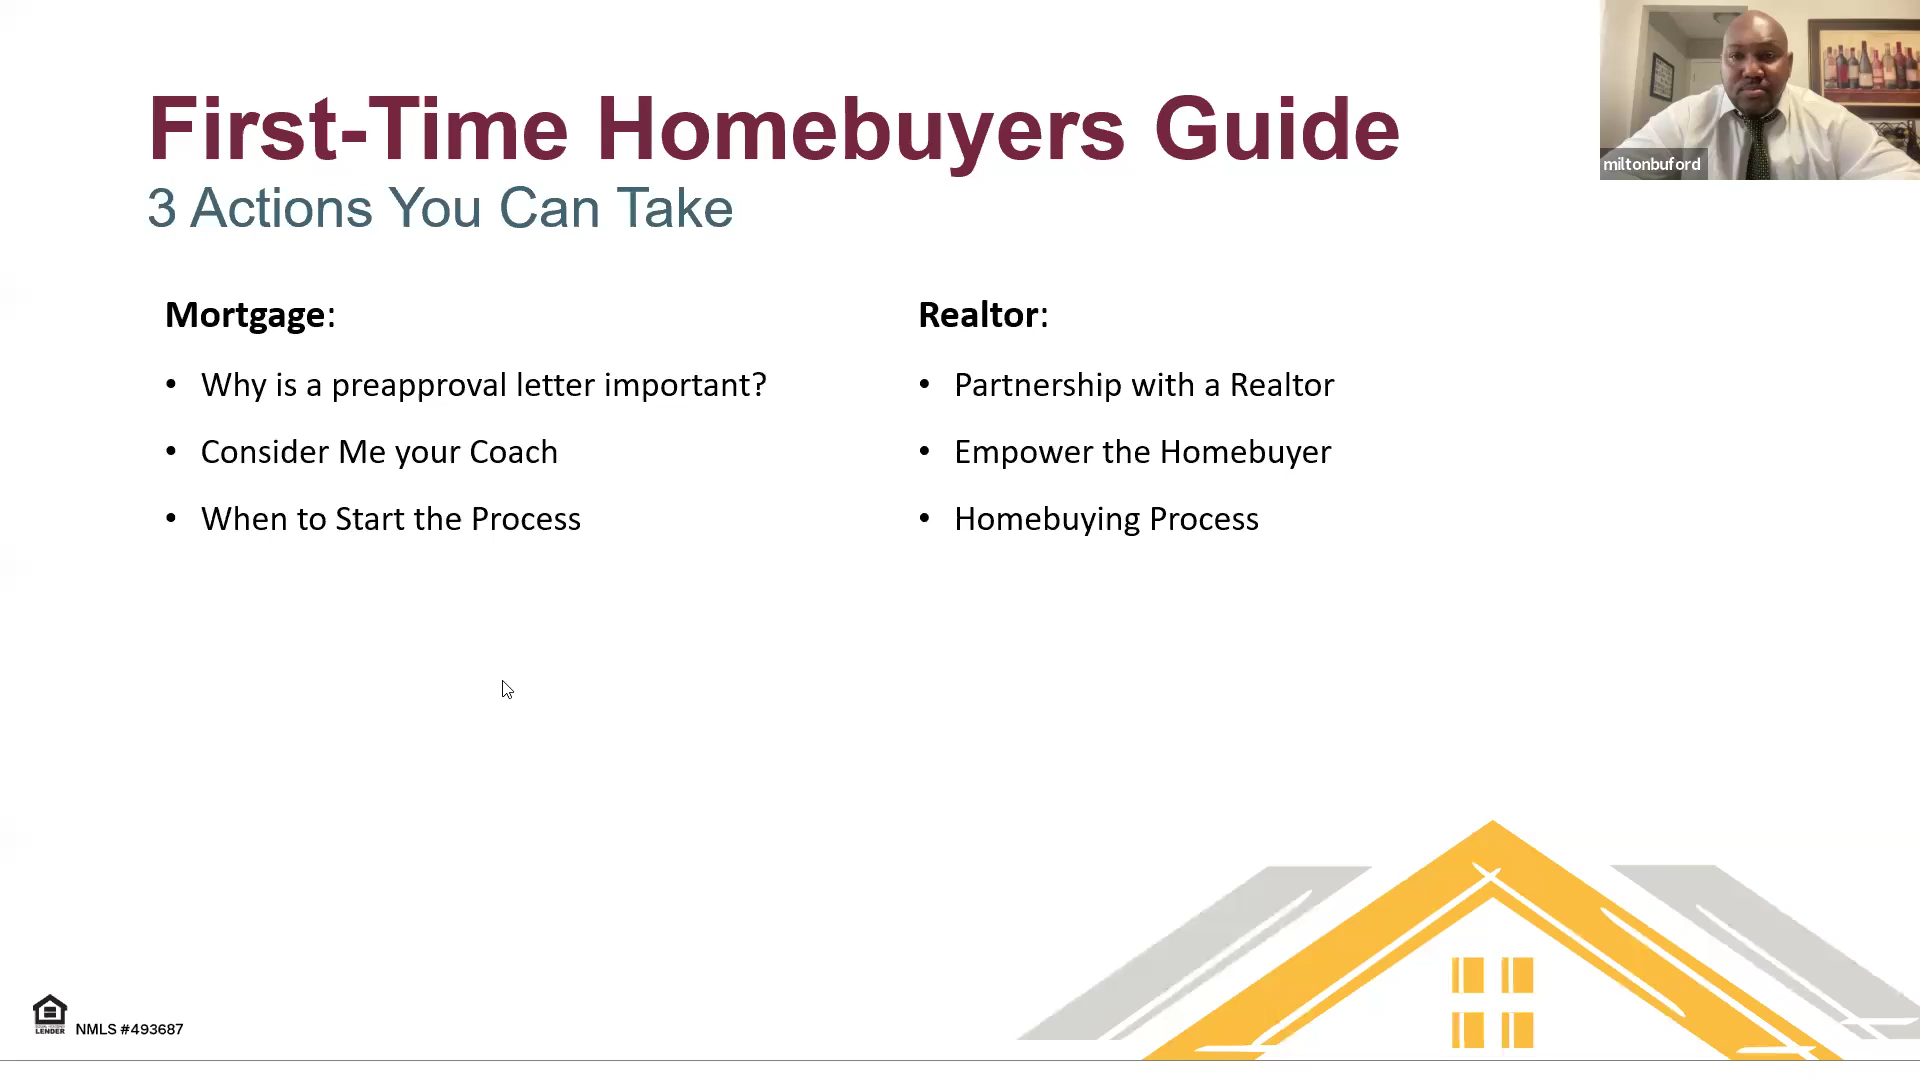 First-Time Homebuyers Guide
3 Actions You Can Take
miltonbuford
Mortgage:
• Why is a preapproval letter important?
• Consider Me your Coach
• When to Start the Process
Realtor:
• Partnership with a Realtor
• Empower the Homebuyer
• Homebuying Process
LENDER
NMLS #493687